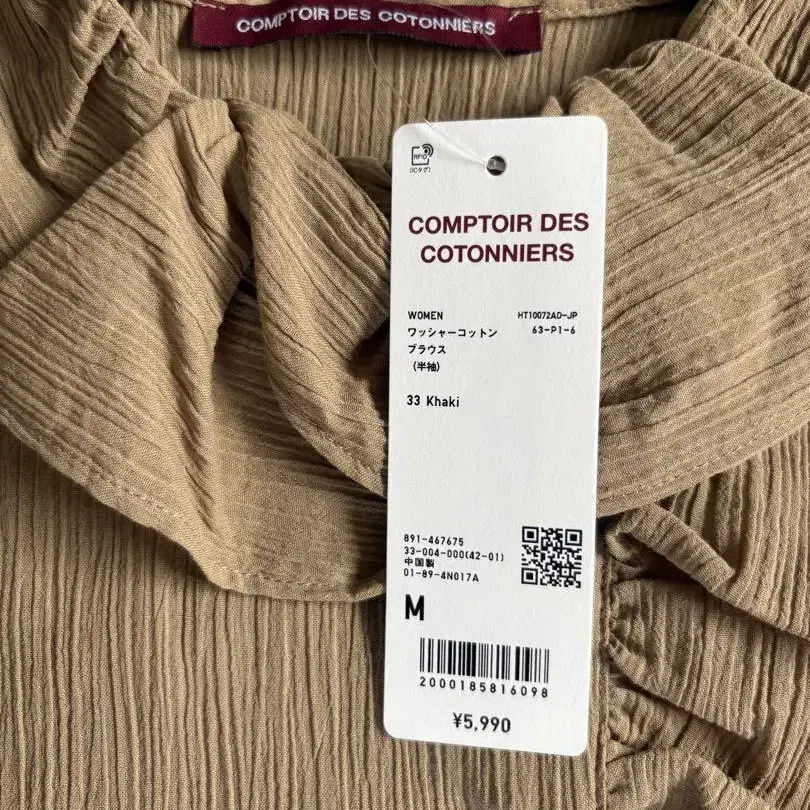 COMPTOIR DES COTONNIERS
RFID
(ICタグ)
COMPTOIR DES
COTONNIERS
WOMEN HT10072AD-JP
ワッシャーコットン 63-P1-6
ブラウス
(半袖)
33 Khaki
891-467675
33-004-000(42-01)
中国製
01-89-4N017A
M
2000185816098
¥5,990